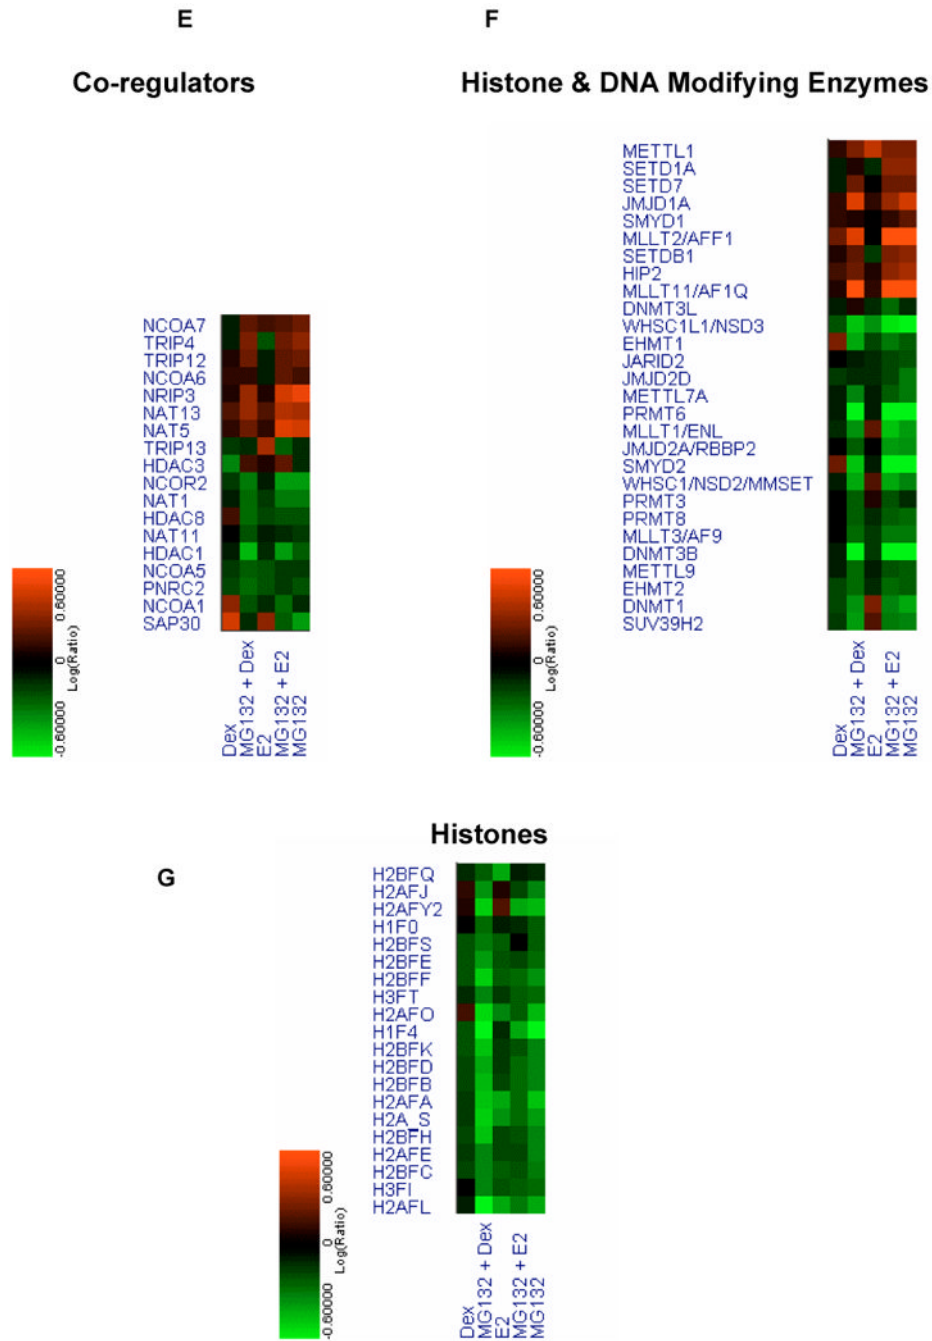 E
F
Co-regulators
Histone & DNA Modifying Enzymes
NCOA7
TRIP4
TRIP12
NCOA6
NRIP3
NAT13
NAT5
TRIP13
HDAC3
NCOR2
NAT1
HDAC8
NAT11
HDAC1
NCOA5
PNRC2
NCOA1
SAP30
0.60000
0
-0.60000
Log(Ratio)
Dex
MG132 + Dex
E2
MG132 + E2
MG132
METTL1
SETD1A
SETD7
JMJD1A
SMYD1
MLLT2/AFF1
SETDB1
HIP2
MLLT11/AF1Q
DNMT3L
WHSC1L1/NSD3
EHMT1
JARID2
JMJD2D
METTL7A
PRMT6
MLLT1/ENL
JMJD2A/RBBP2
SMYD2
WHSC1/NSD2/MMSET
PRMT3
PRMT8
MLLT3/AF9
DNMT3B
METTL9
EHMT2
DNMT1
SUV39H2
0.60000
0
-0.60000
Log(Ratio)
Dex
MG132 + Dex
E2
MG132 + E2
MG132
Histones
G
H2BFQ
H2AFJ
H2AFY2
H1F0
H2BFS
H2BFE
H2BFF
H3FT
H2AFO
H1F4
H2BFK
H2BFD
H2BFB
H2AFA
H2A_S
H2BFH
H2AFE
H2BFC
H3FI
H2AFL
0.60000
0
-0.60000
Log(Ratio)
Dex
MG132 + Dex
E2
MG132 + E2
MG132